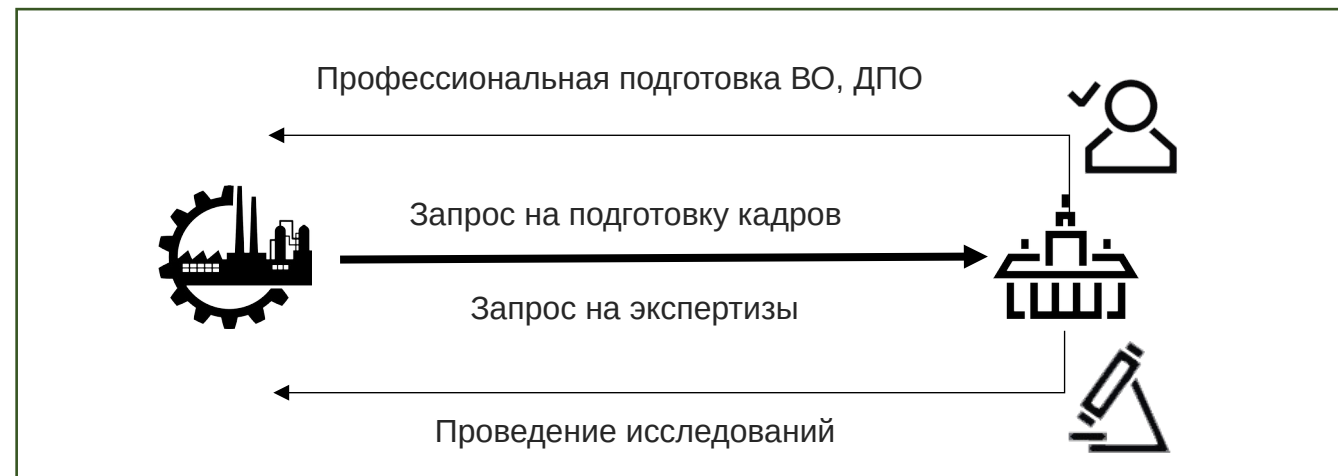 Профессиональная подготовка ВО, ДПО
Запрос на подготовку кадров
Запрос на экспертизы
Проведение исследований